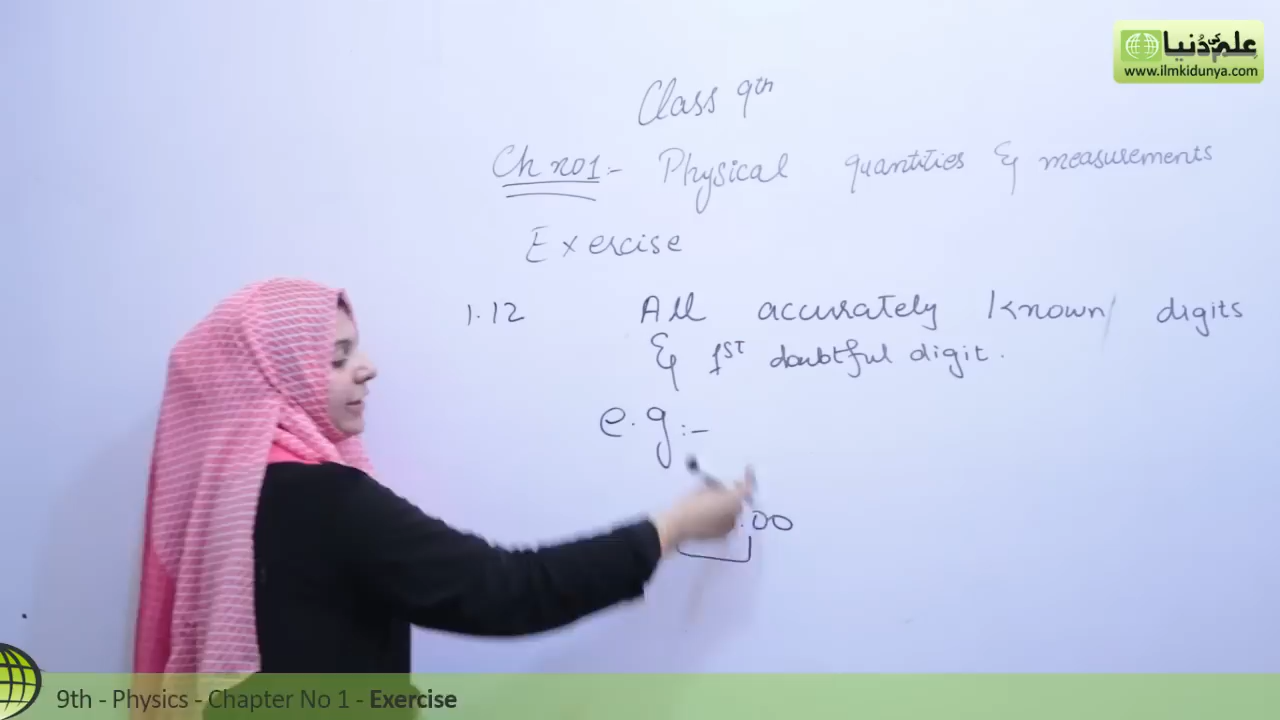 علم کی دُنیا
www.ilmkidunya.com
Class 9th
Ch no1:- Physical quantities & measurements
Exercise
1.12 All accurately known digits
& 1ST doubtful digit.
e.g:-
.00
9th - Physics - Chapter No 1 - Exercise